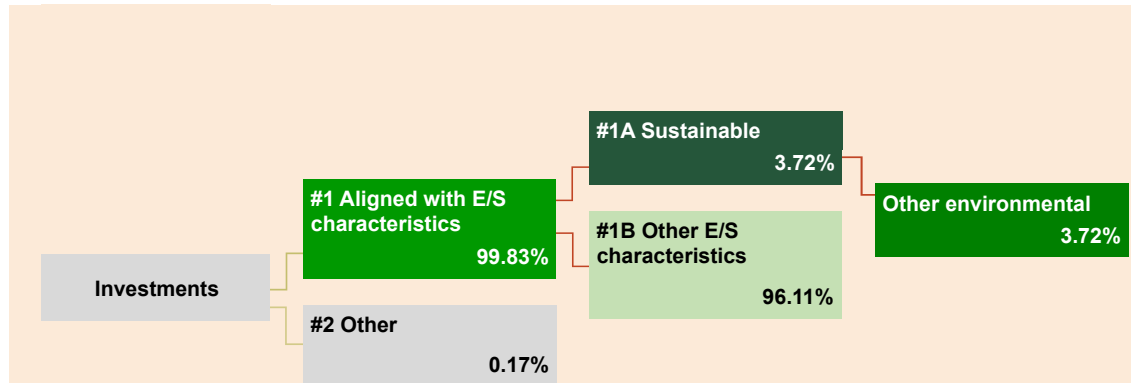 #1A Sustainable
3.72%
#1 Aligned with E/S
characteristics
99.83%
Other environmental
3.72%
#1B Other E/S
characteristics
96.11%
Investments
#2 Other
0.17%